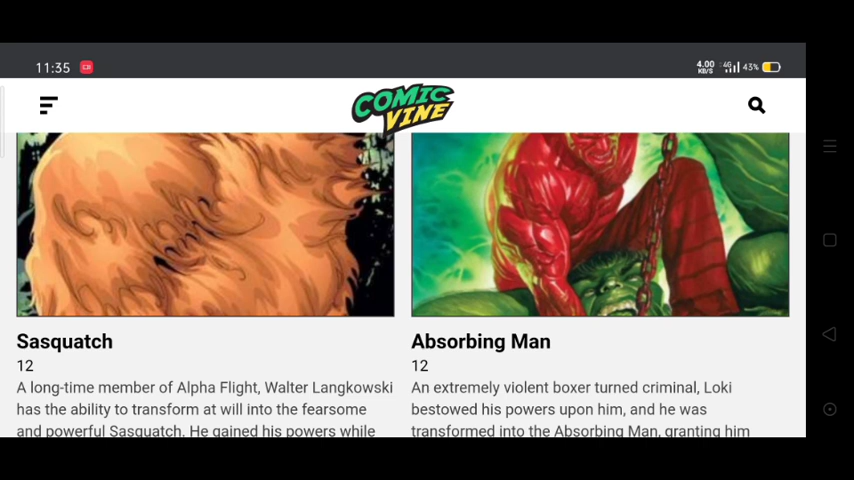 11:35
4.00 KB/S 4G 43%
COMIC VINE
Sasquatch
12
A long-time member of Alpha Flight, Walter Langkowski
has the ability to transform at will into the fearsome
and powerful Sasquatch. He gained his powers while
Absorbing Man
12
An extremely violent boxer turned criminal, Loki
bestowed his powers upon him, and he was
transformed into the Absorbing Man, granting him